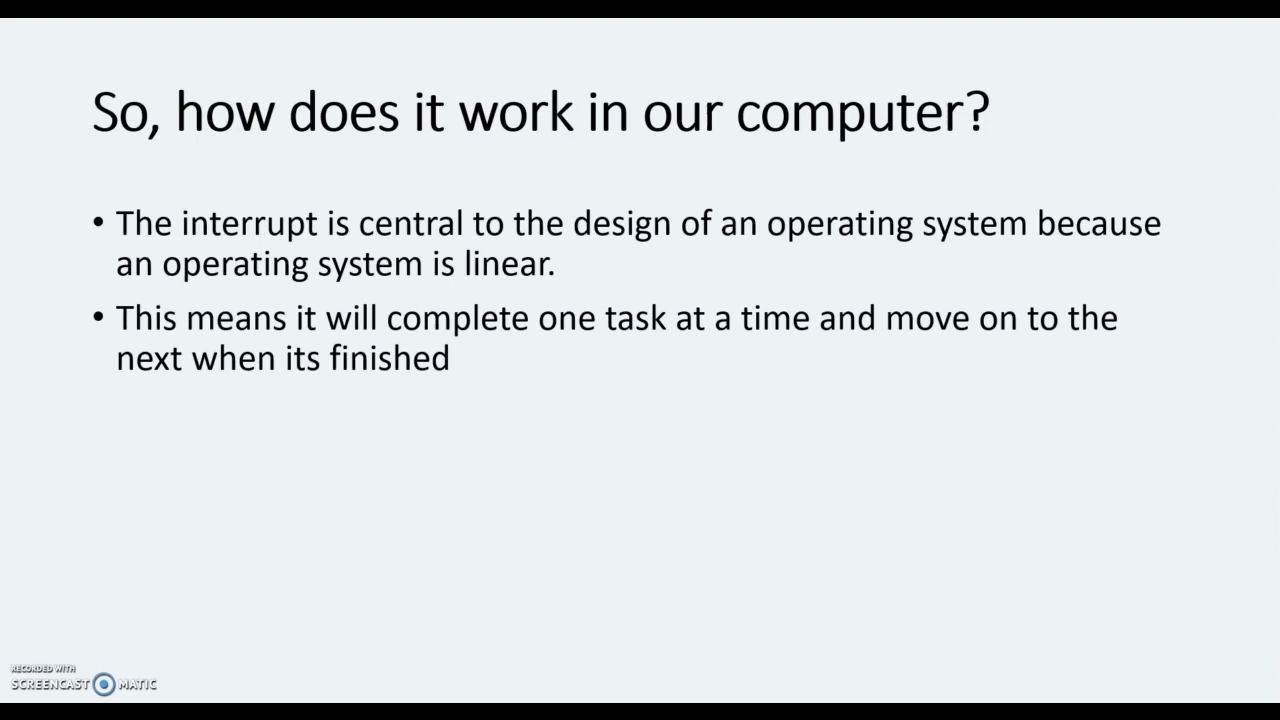 So, how does it work in our computer?
• The interrupt is central to the design of an operating system because
an operating system is linear.
• This means it will complete one task at a time and move on to the
next when its finished
RECORDED WITH
SCREENCAST MATIC